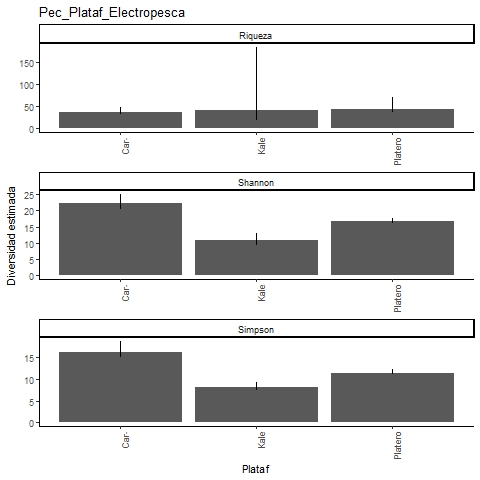 Pec_Plataf_Electropesca
Riqueza
150
100
50
0
Car-
Kale
Platero
Shannon
25
20
15
10
5
0
Car-
Kale
Platero
Simpson
15
10
5
0
Car-
Kale
Platero
Diversidad estimada
Plataf